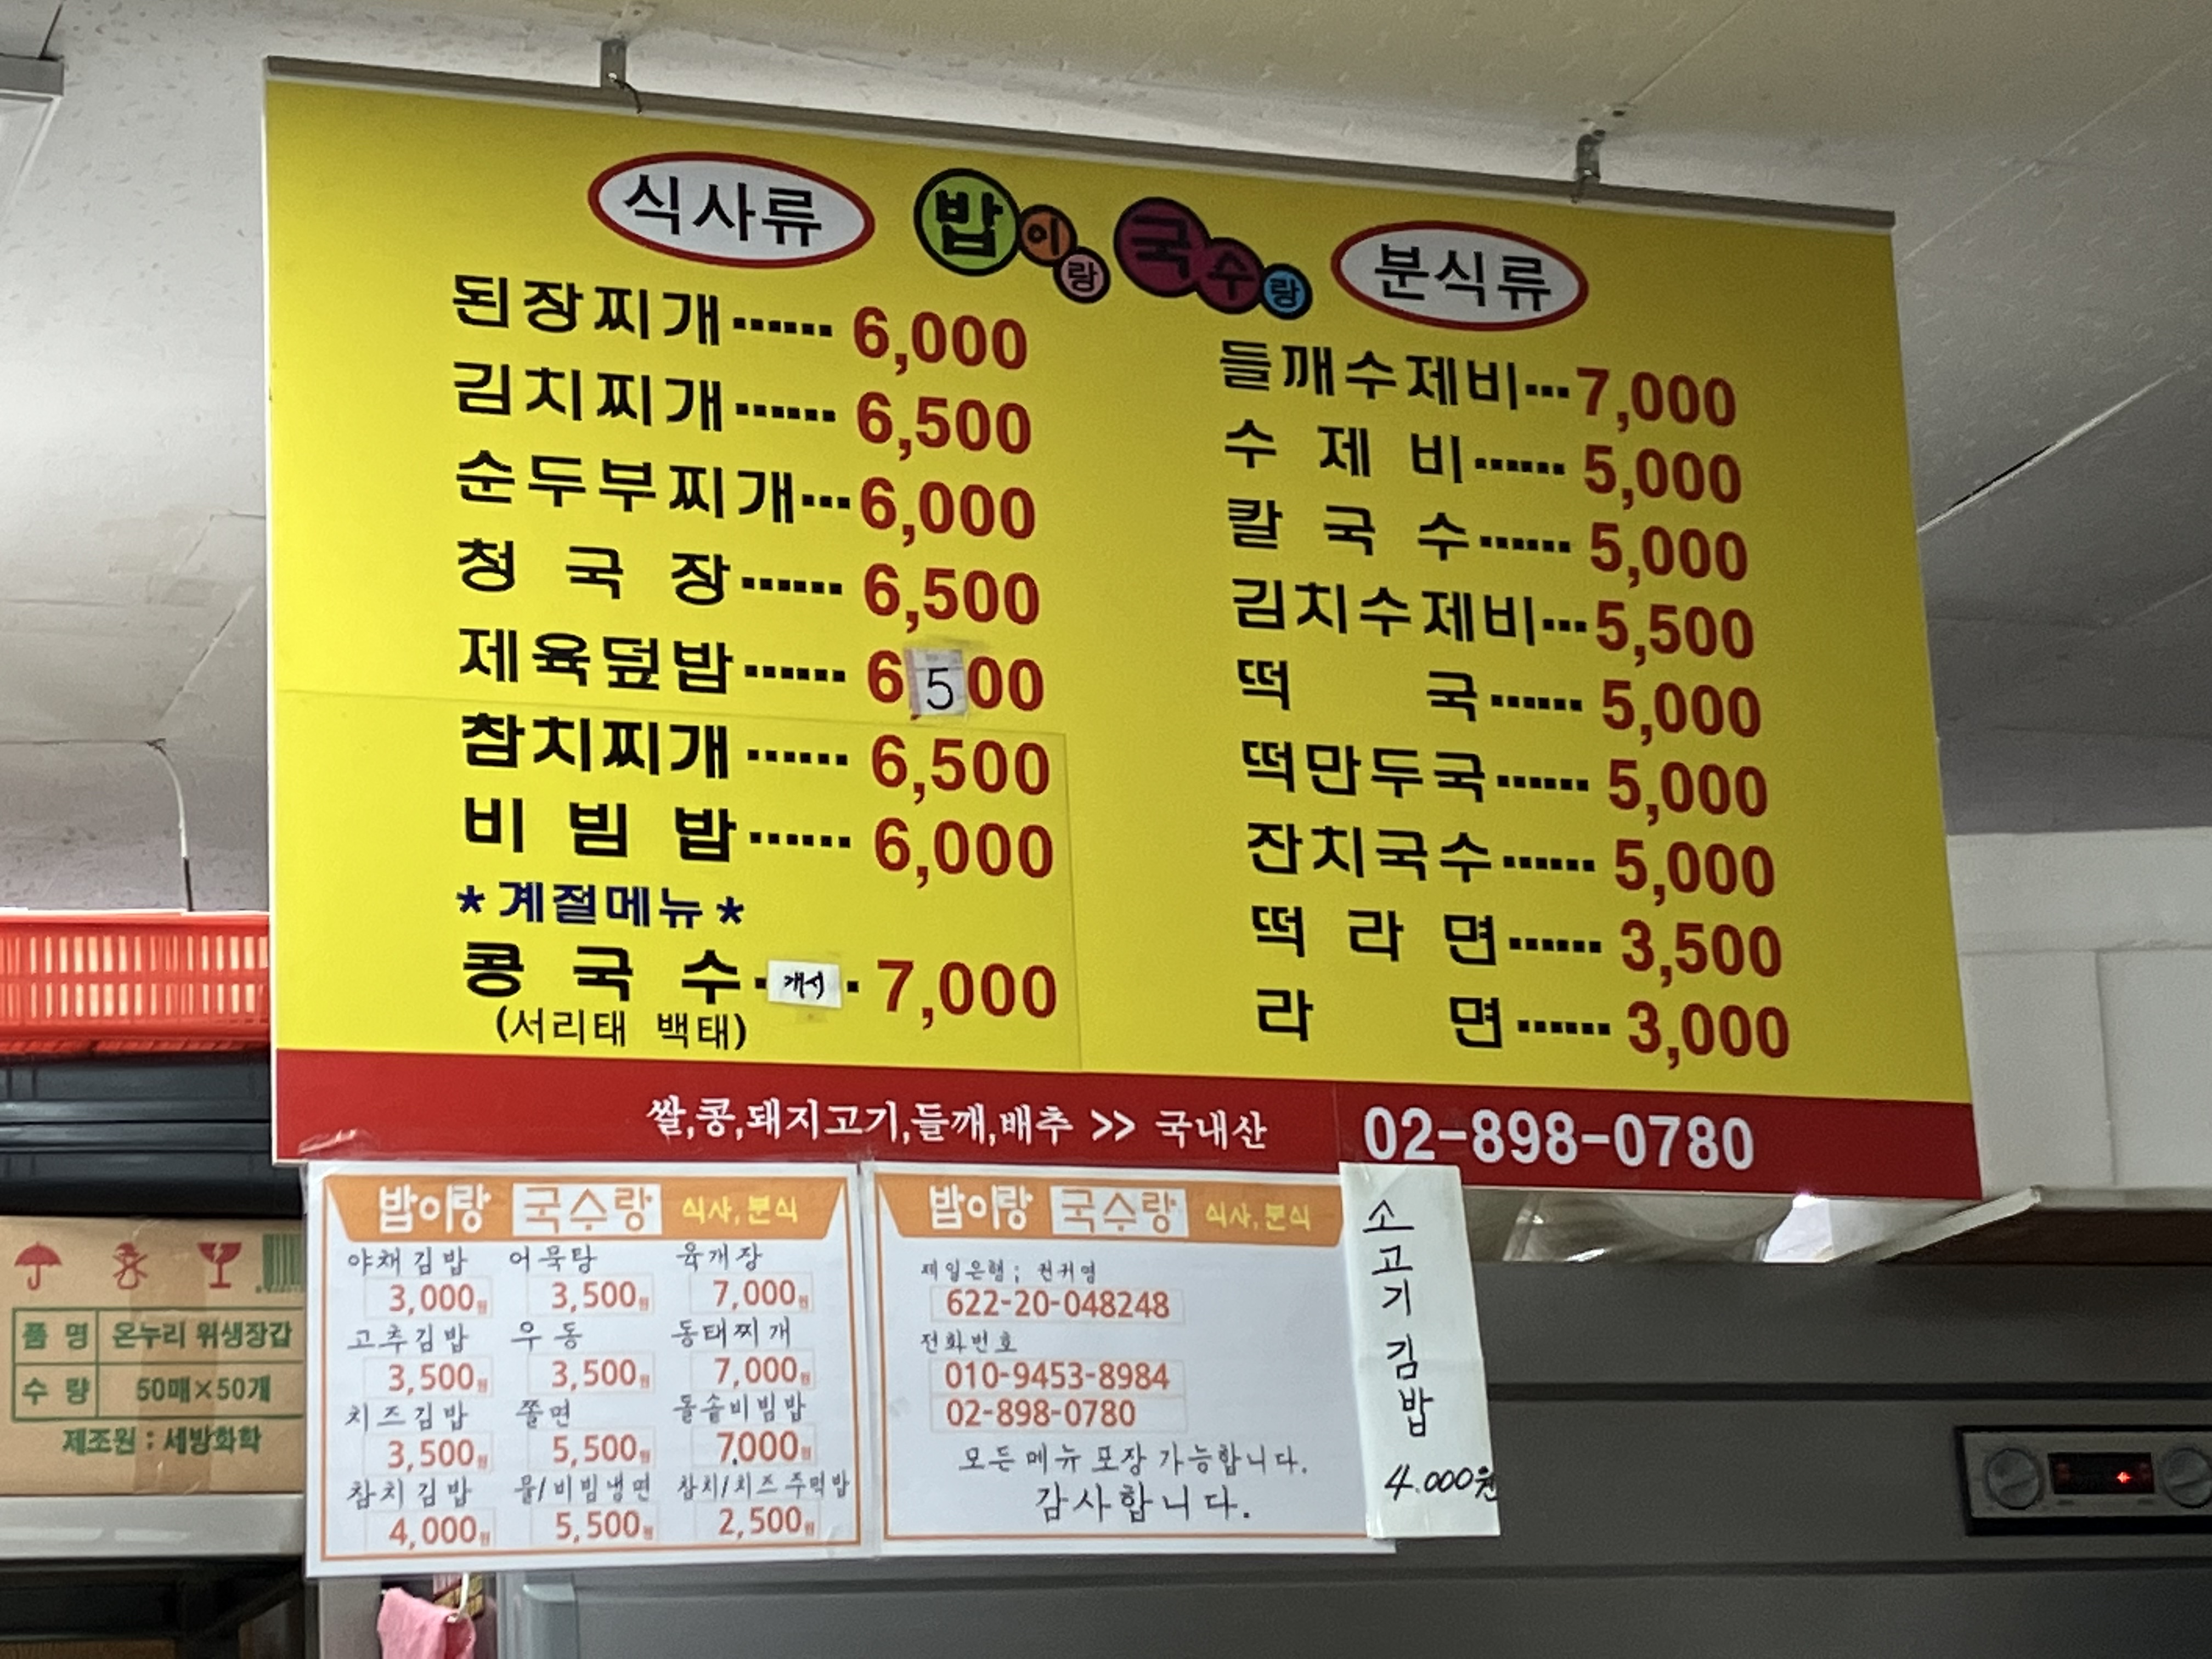 식사류
밥이랑 국수랑
분식류
된장찌개······6,000
김치찌개······6,500
순두부찌개···6,000
청국장······6,500
제육덮밥······6 5 00
참치찌개······6,500
비빔밥······6,000
*계절메뉴*
콩국수· 개시 ·7,000
(서리태 백태)
들깨수제비···7,000
수제비······5,000
칼국수······5,000
김치수제비···5,500
떡국······5,000
떡만두국······5,000
잔치국수······5,000
떡라면······3,500
라면······3,000
쌀,콩,돼지고기,들깨,배추 >> 국내산
02-898-0780
밥이랑 국수랑 식사,분식
야채김밥 어묵탕 육개장
3,000원 3,500원 7,000원
고추김밥 우동 동태찌개
3,500원 3,500원 7,000원
치즈김밥 쫄면 돌솥비빔밥
3,500원 5,500원 7,000원
참치김밥 물/비빔냉면 참치/치즈주먹밥
4,000원 5,500원 2,500원
밥이랑 국수랑 식사,분식
제일은행; 권귀영
622-20-048248
전화번호
010-9453-8984
02-898-0780
모든메뉴 포장 가능합니다.
감사합니다.
소고기 김밥
4.000원
품명 온누리 위생장갑
수량 50매×50개
제조원 : 세방화학